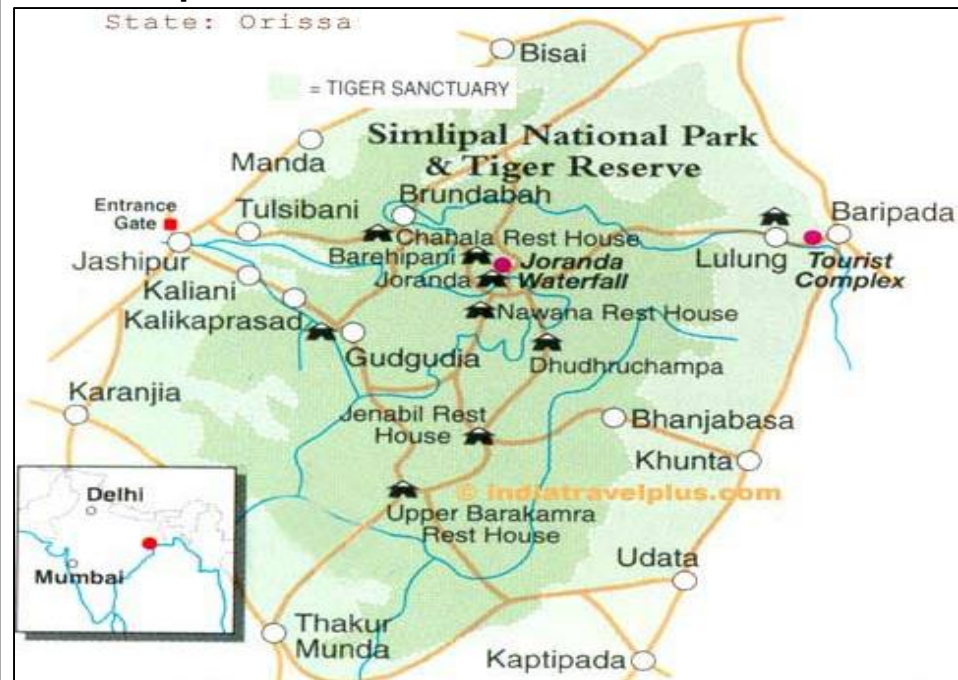 State: Orissa
Bisai
= TIGER SANCTUARY
Simlipal National Park
& Tiger Reserve
Manda
Brundabah
Entrance
Gate
Tulsibani
Baripada
Chahala Rest House
Jashipur
Barehipani
Joranda
Waterfall
Lulung
Tourist
Complex
Kaliani
Joranda
Kalikaprasad
Nawana Rest House
Gudgudia
Dhudhruchampa
Karanjia
Jenabil Rest
House
Bhanjabasa
Khunta
Delhi
© indiatravelplus.com
Upper Barakamra
Rest House
Mumbai
Udata
Thakur
Munda
Kaptipada